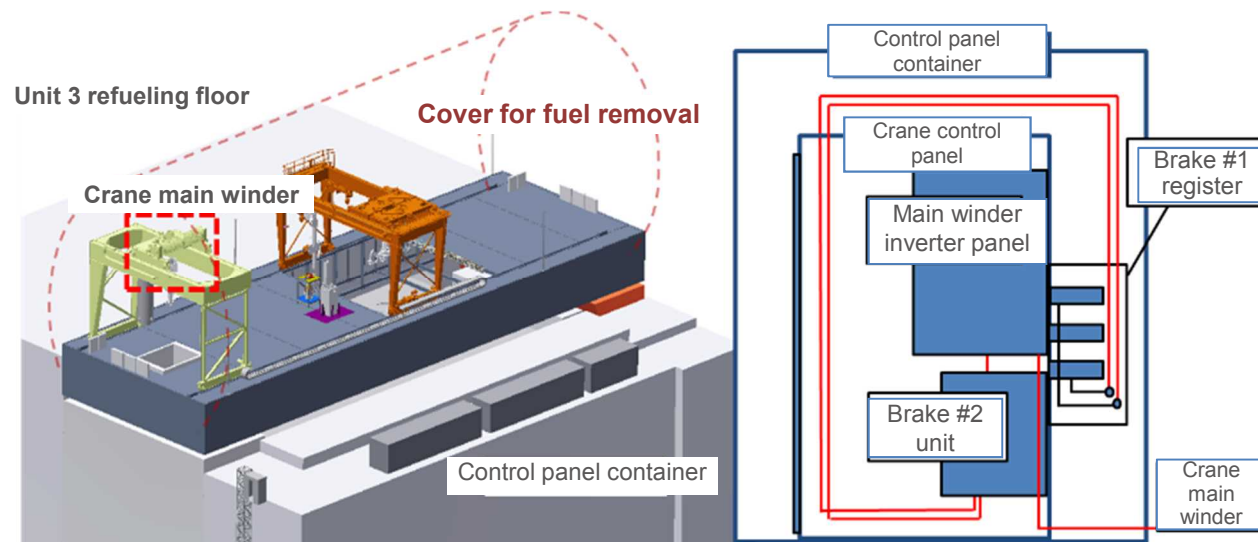 Unit 3 refueling floor
Cover for fuel removal
Crane main winder
Control panel container
Control panel
container
Crane control
panel
Brake #1
register
Main winder
inverter panel
Brake #2
unit
Crane
main
winder